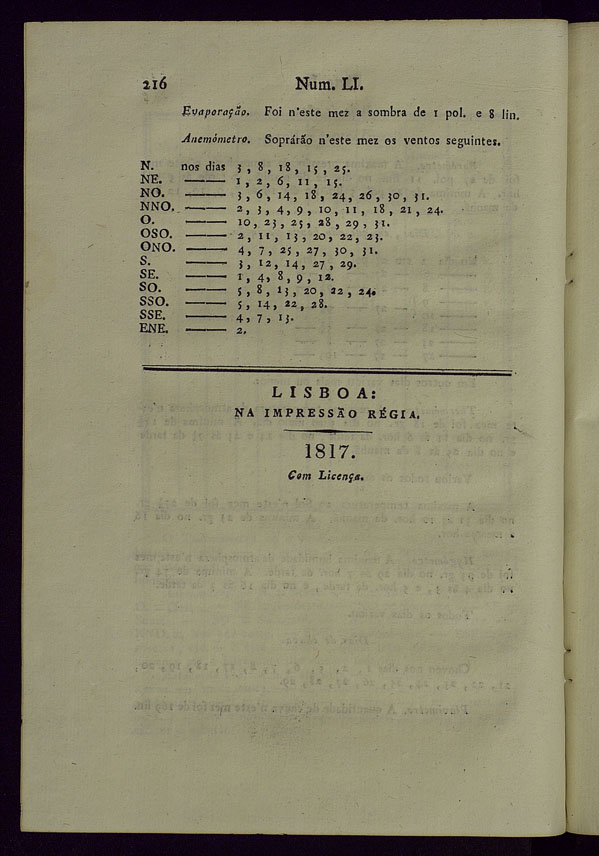 216 Num. LI.
Evaporação. Foi n'este mez a sombra de 1 pol. e 8 lin.
Anemómetro. Soprárão n'este mez os ventos seguintes.
N. nos dias 3, 8, 18, 15, 25.
NE. —— 1, 2, 6, 11, 15.
NO. —— 3, 6, 14, 18, 24, 26, 30, 31.
NNO. —— 2, 3, 4, 9, 10, 11, 18, 21, 24.
O. —— 10, 23, 25, 28, 29, 31.
OSO. —— 2, 11, 13, 20, 22, 23.
ONO. —— 4, 7, 25, 27, 30, 31.
S. —— 3, 12, 14, 27, 29.
SE. —— 1, 4, 8, 9, 12.
SO. —— 5, 8, 13, 20, 22, 24.
SSO. —— 5, 14, 22, 28.
SSE. —— 4, 7, 13.
ENE. —— 2.
LISBOA:
NA IMPRESSÃO RÉGIA.
1817.
Com Licença.